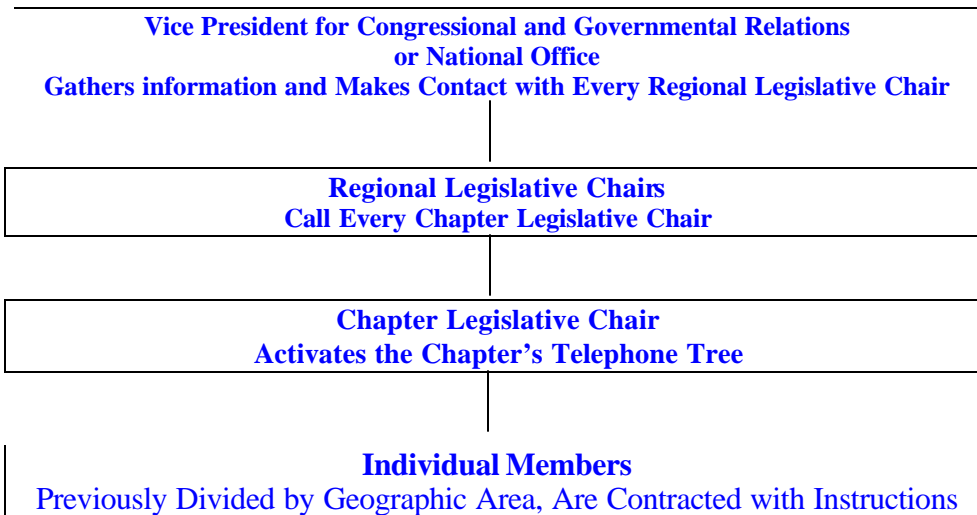 Vice President for Congressional and Governmental Relations
or National Office
Gathers information and Makes Contact with Every Regional Legislative Chair
Regional Legislative Chairs
Call Every Chapter Legislative Chair
Chapter Legislative Chair
Activates the Chapter’s Telephone Tree
Individual Members
Previously Divided by Geographic Area, Are Contracted with Instructions